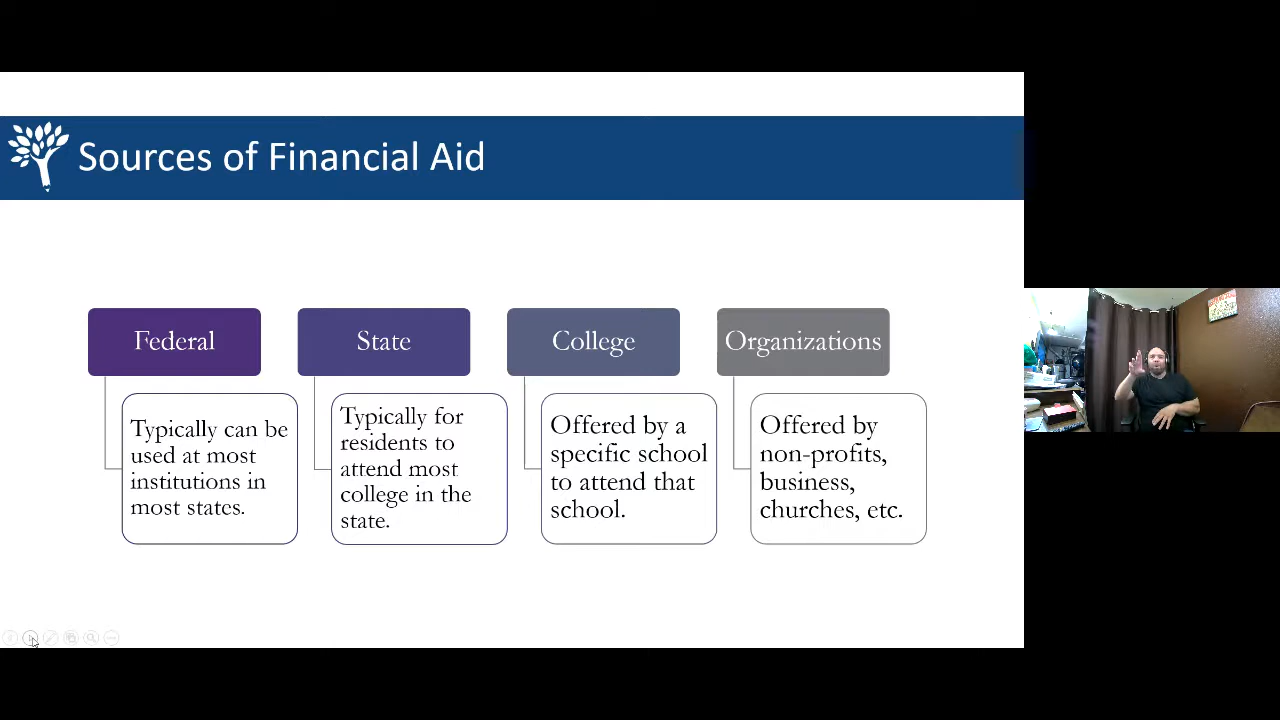 Sources of Financial Aid
Federal
Typically can be
used at most
institutions in
most states.
State
Typically for
residents to
attend most
college in the
state.
College
Offered by a
specific school
to attend that
school.
Organizations
Offered by
non-profits,
business,
churches, etc.